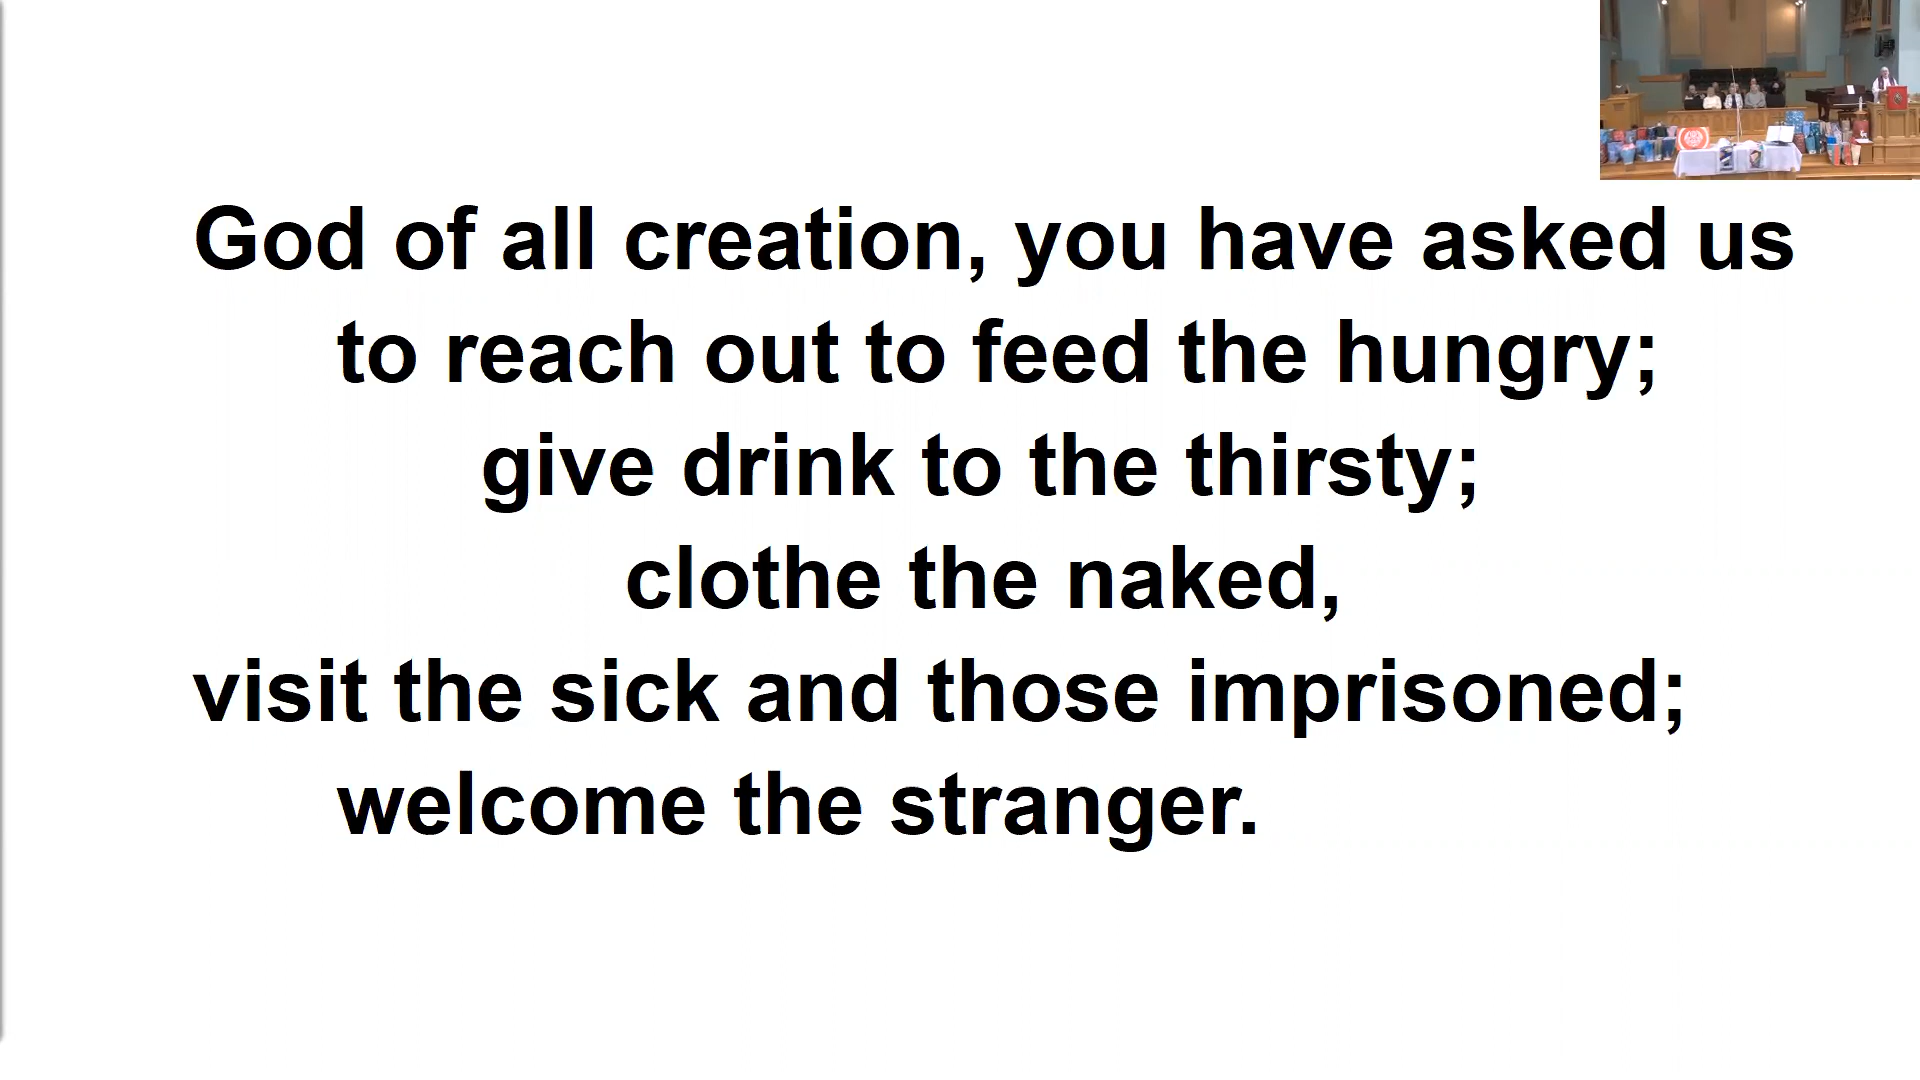 God of all creation, you have asked us
to reach out to feed the hungry;
give drink to the thirsty;
clothe the naked,
visit the sick and those imprisoned;
welcome the stranger.